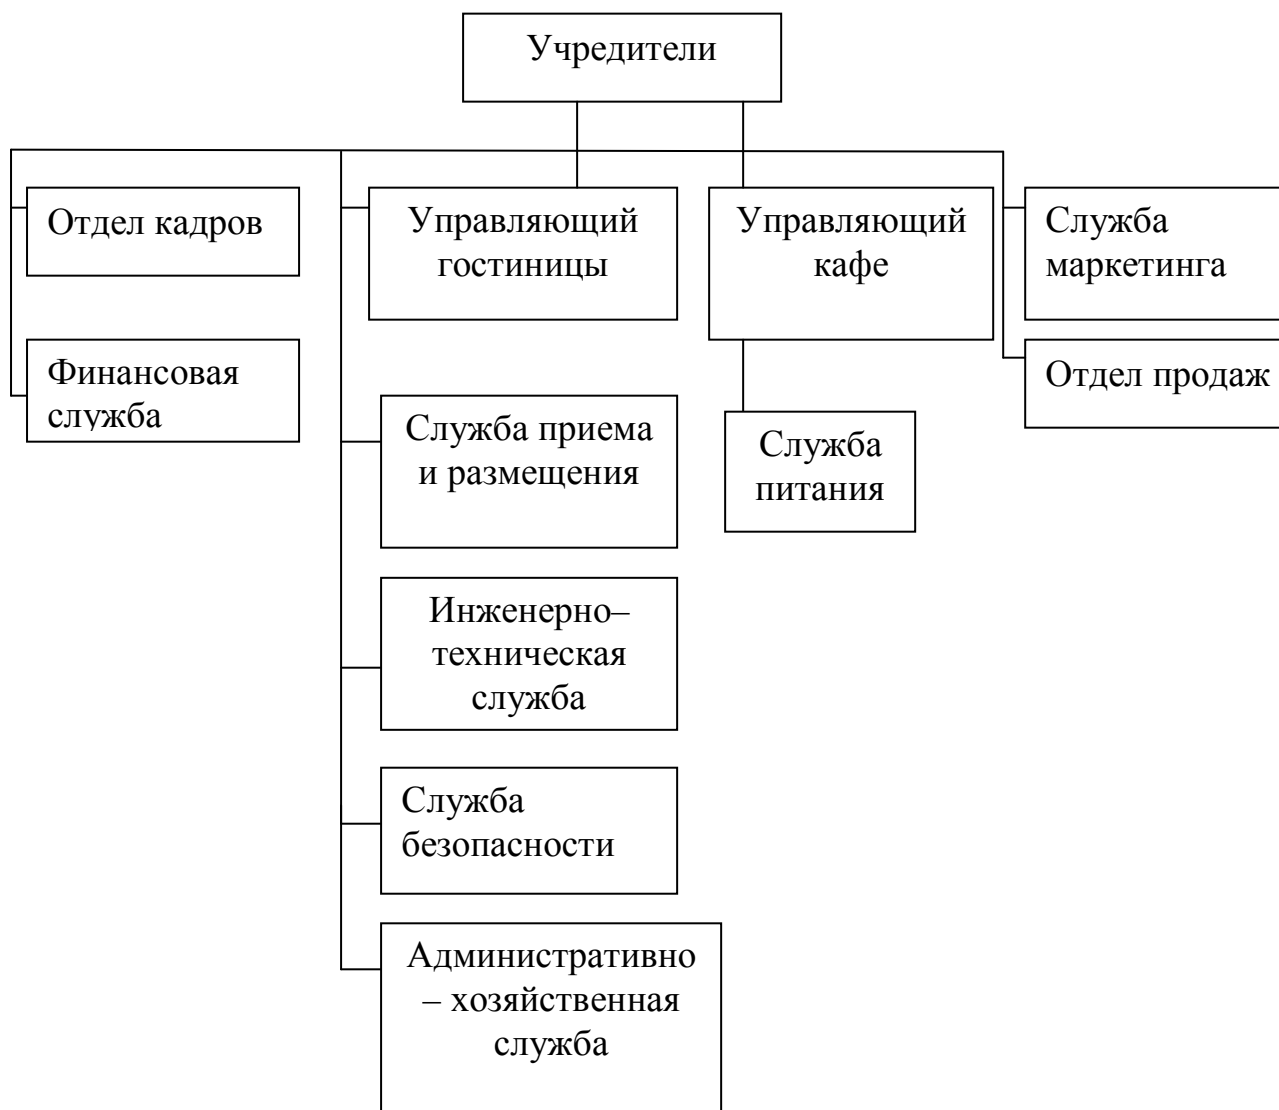 Учредители
Отдел кадров
Управляющий
гостиницы
Управляющий
кафе
Служба
маркетинга
Финансовая
служба
Отдел продаж
Служба приема
и размещения
Служба
питания
Инженерно–
техническая
служба
Служба
безопасности
Административно
– хозяйственная
служба